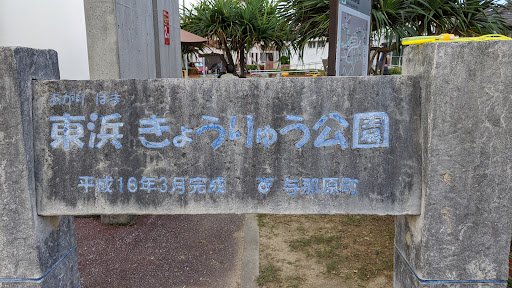 あがり はま
東浜 きょうりゅう公園
平成16年3月完成 与那原町